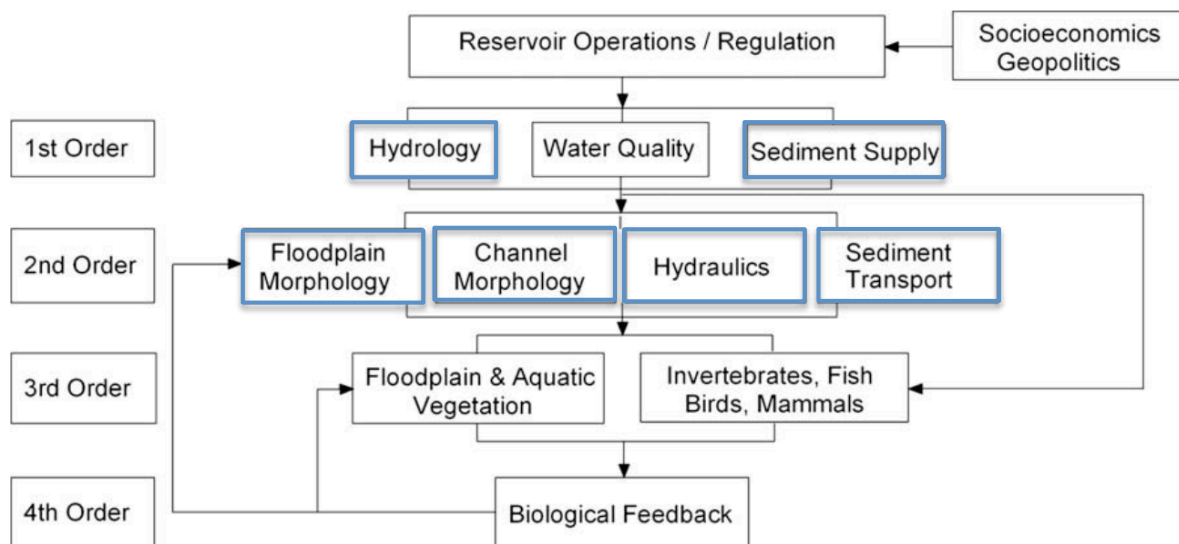 Reservoir Operations / Regulation
Socioeconomics
Geopolitics
1st Order
Hydrology
Water Quality
Sediment Supply
2nd Order
Floodplain
Morphology
Channel
Morphology
Hydraulics
Sediment
Transport
3rd Order
Floodplain & Aquatic
Vegetation
Invertebrates, Fish
Birds, Mammals
4th Order
Biological Feedback